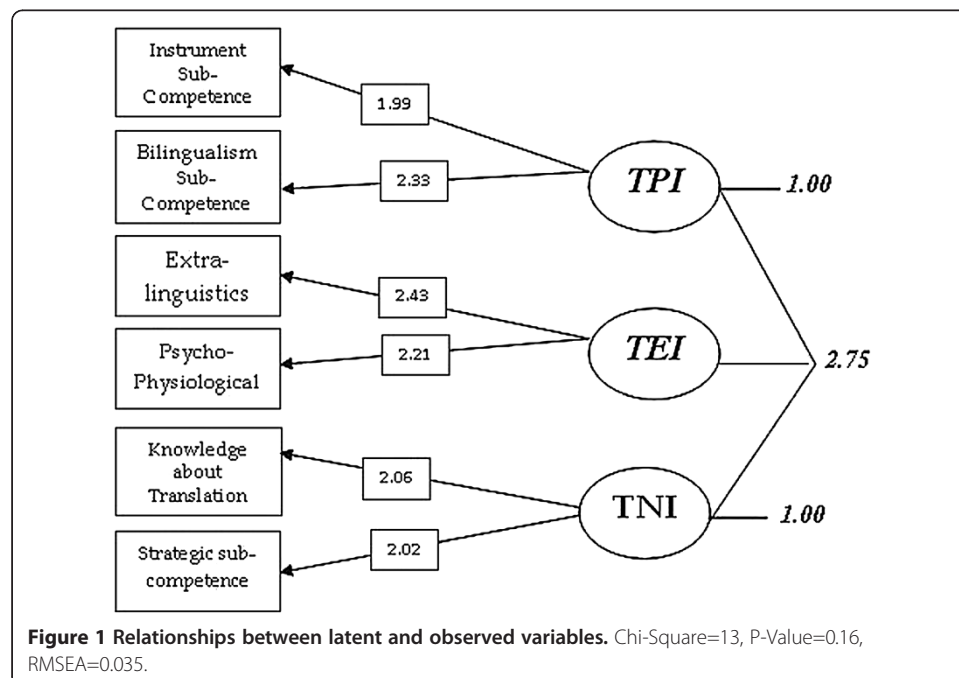 Instrument
Sub-
Competence
1.99
Bilingualism
Sub-
Competence
2.33
TPI
1.00
Extra-
linguistics
2.43
TEI
2.75
Psycho-
Physiological
2.21
Knowledge
about
Translation
2.06
TNI
1.00
Strategic sub-
competence
2.02
Figure 1 Relationships between latent and observed variables. Chi-Square=13, P-Value=0.16,
RMSEA=0.035.